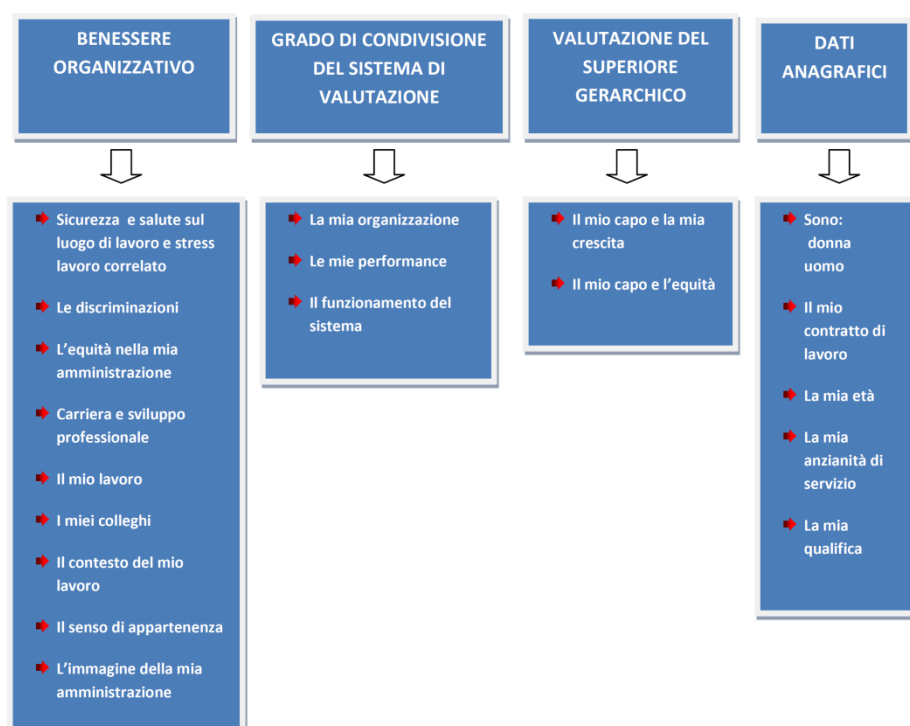 BENESSERE
ORGANIZZATIVO
GRADO DI CONDIVISIONE
DEL SISTEMA DI
VALUTAZIONE
VALUTAZIONE DEL
SUPERIORE
GERARCHICO
DATI
ANAGRAFICI
Sicurezza e salute sul
luogo di lavoro e stress
lavoro correlato
Le discriminazioni
L’equità nella mia
amministrazione
Carriera e sviluppo
professionale
Il mio lavoro
I miei colleghi
Il contesto del mio
lavoro
Il senso di appartenenza
L’immagine della mia
amministrazione
La mia organizzazione
Le mie performance
Il funzionamento del
sistema
Il mio capo e la mia
crescita
Il mio capo e l’equità
Sono:
donna
uomo
Il mio
contratto di
lavoro
La mia età
La mia
anzianità di
servizio
La mia
qualifica